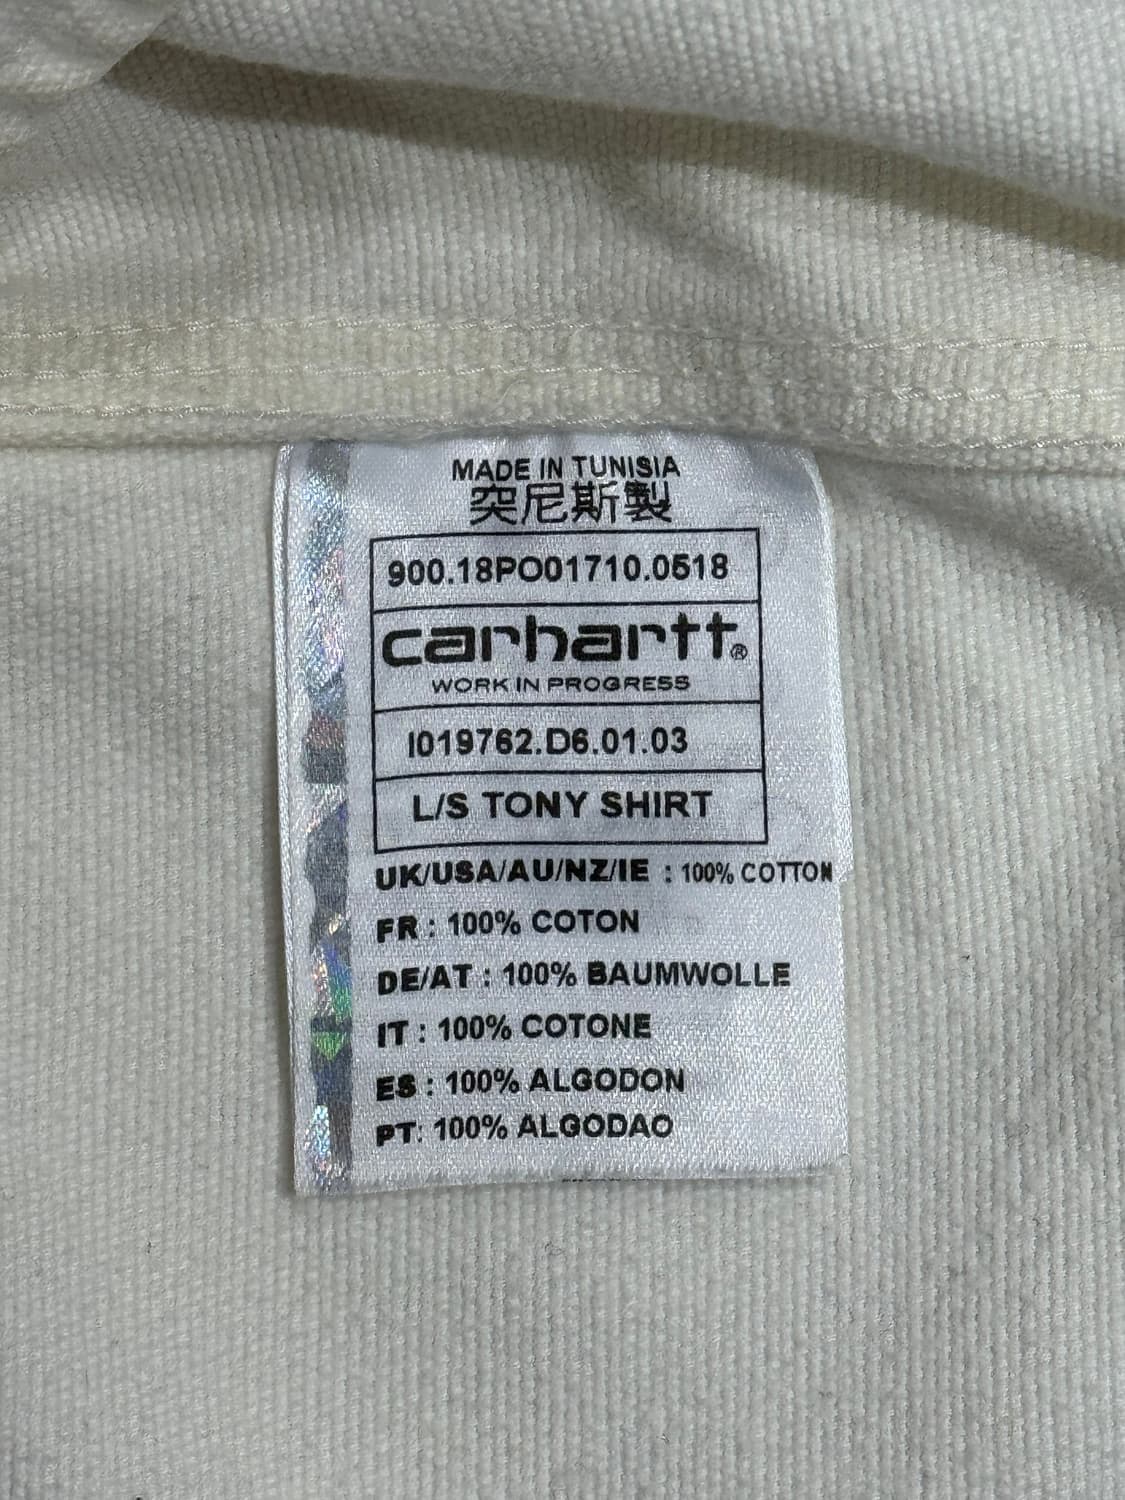 MADE IN TUNISIA
突尼斯製
900.18PO01710.0518
carhartt®
WORK IN PROGRESS
I019762.D6.01.03
L/S TONY SHIRT
UK/USA/AU/NZ/IE : 100% COTTON
FR : 100% COTON
DE/AT : 100% BAUMWOLLE
IT : 100% COTONE
ES : 100% ALGODON
PT: 100% ALGODAO